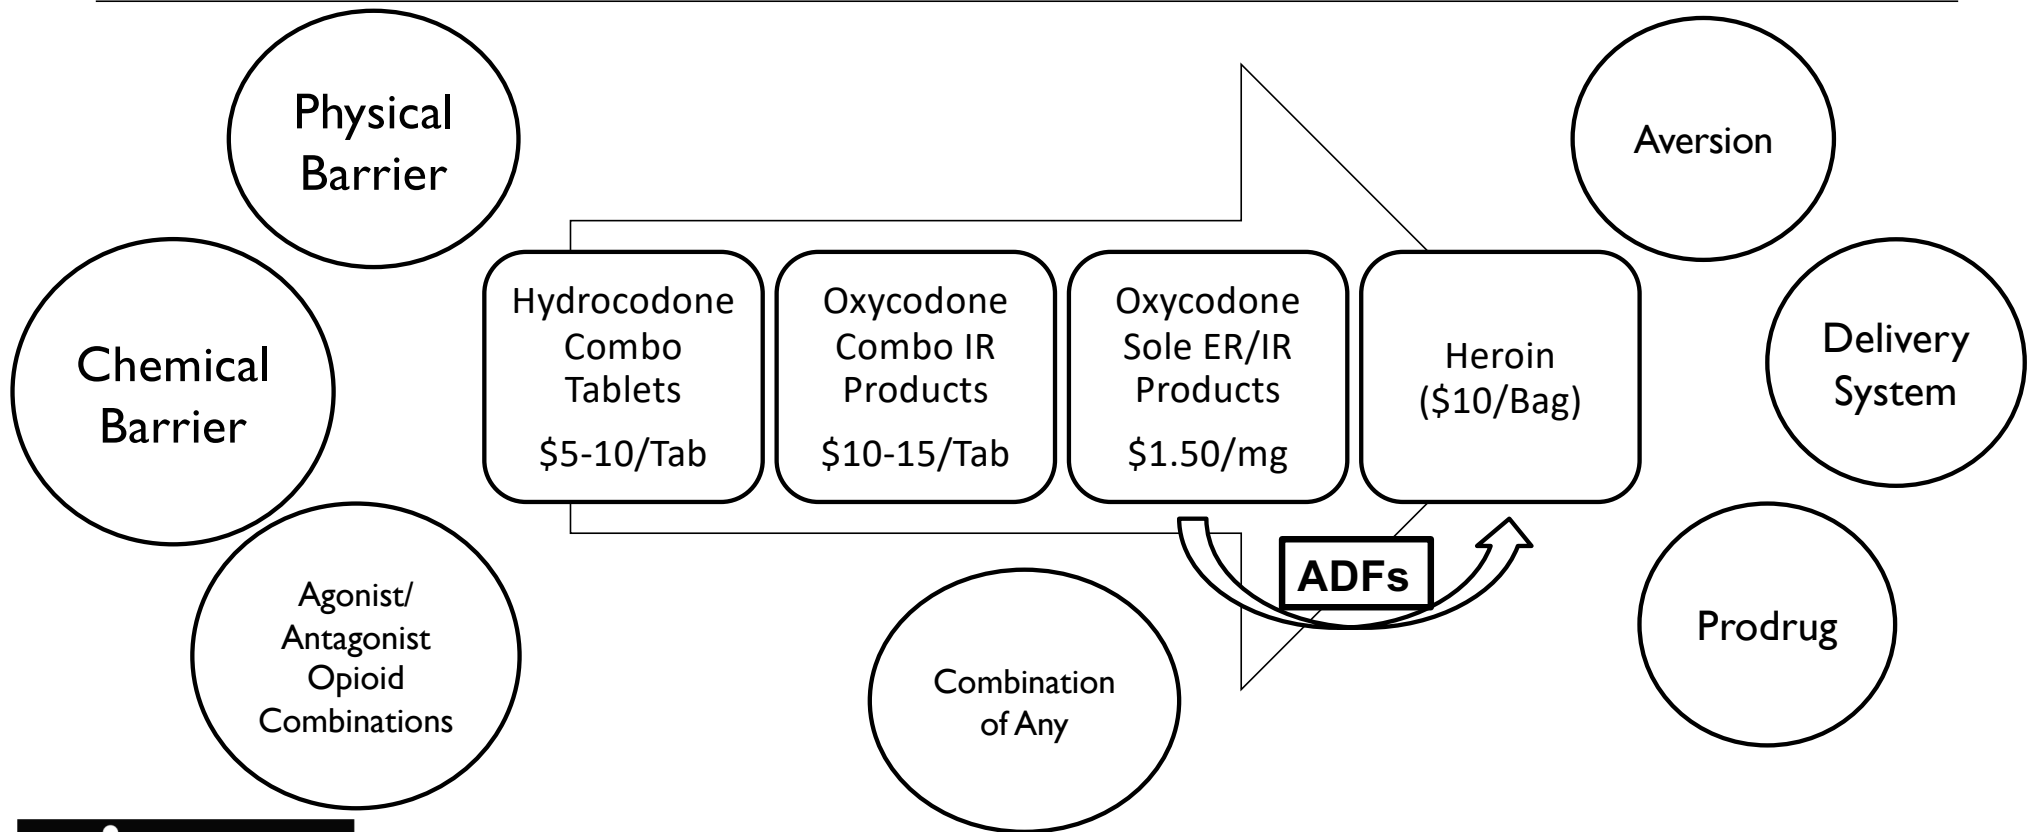 Physical
Barrier
Chemical
Barrier
Agonist/
Antagonist
Opioid
Combinations
Hydrocodone
Combo
Tablets
$5-10/Tab
Oxycodone
Combo IR
Products
$10-15/Tab
Oxycodone
Sole ER/IR
Products
$1.50/mg
Heroin
($10/Bag)
ADFs
Combination
of Any
Aversion
Delivery
System
Prodrug